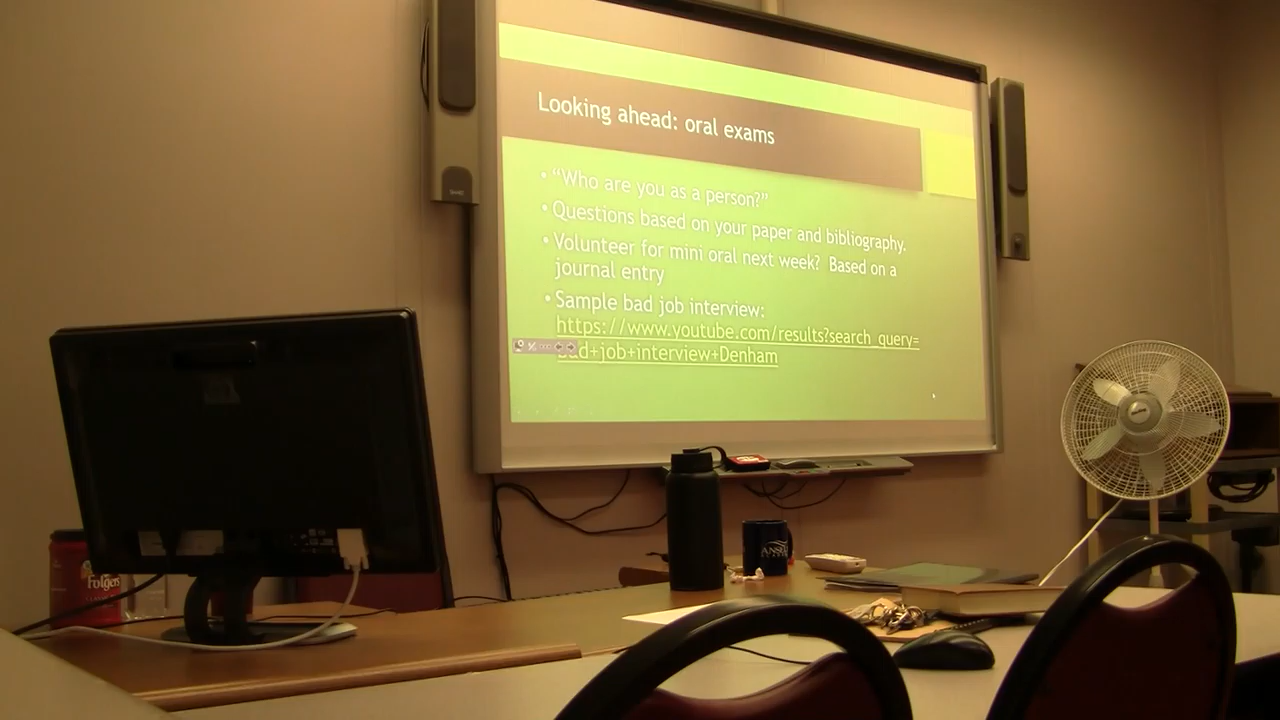 Looking ahead: oral exams
• “Who are you as a person?”
• Questions based on your paper and bibliography.
• Volunteer for mini oral next week? Based on a
journal entry
• Sample bad job interview:
https://www.youtube.com/results?search_query=
bad+job+interview+Denham
Folgers